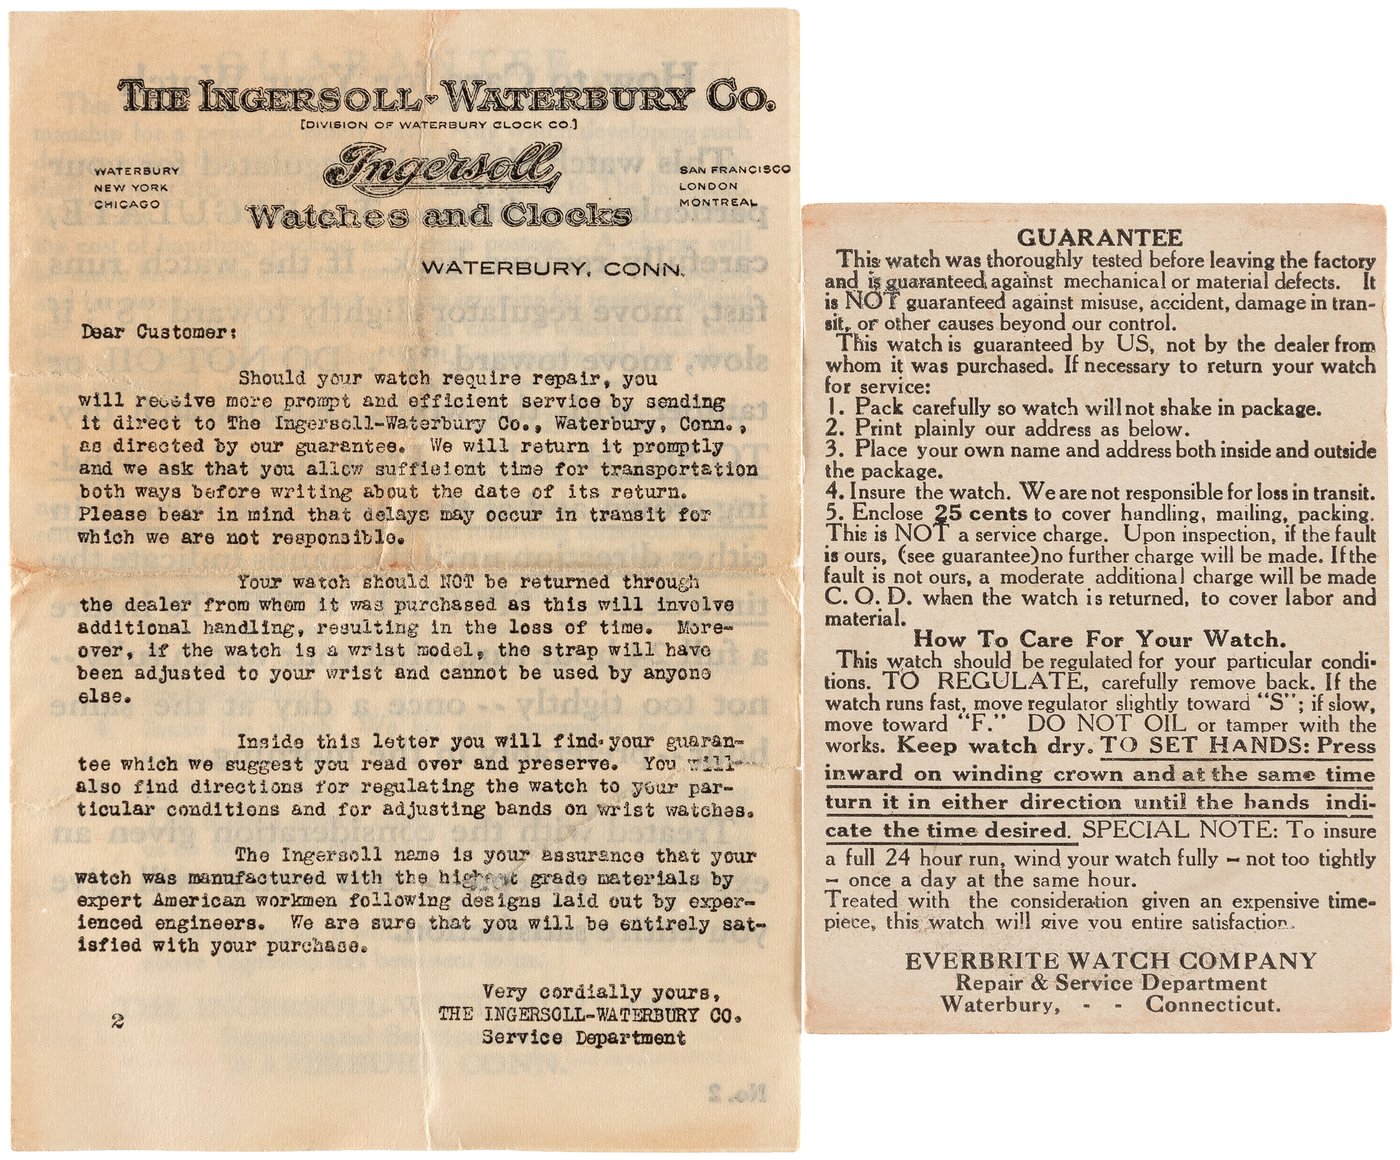 THE INGERSOLL-WATERBURY CO.
[DIVISION OF WATERBURY CLOCK CO.]
Ingersoll
WATERBURY
NEW YORK
CHICAGO
SAN FRANCISCO
LONDON
MONTREAL
Watches and Clocks
WATERBURY, CONN.
Dear Customer:
Should your watch require repair, you
will receive more prompt and efficient service by sending
it direct to The Ingersoll-Waterbury Co., Waterbury, Conn.,
as directed by our guarantee. We will return it promptly
and we ask that you allow sufficient time for transportation
both ways before writing about the date of its return.
Please bear in mind that delays may occur in transit for
which we are not responsible.
Your watch should NOT be returned through
the dealer from whom it was purchased as this will involve
additional handling, resulting in the loss of time. More-
over, if the watch is a wrist model, the strap will have
been adjusted to your wrist and cannot be used by anyone
else.
Inside this letter you will find your guaran-
tee which we suggest you read over and preserve. You will
also find directions for regulating the watch to your par-
ticular conditions and for adjusting bands on wrist watches.
The Ingersoll name is your assurance that your
watch was manufactured with the highest grade materials by
expert American workmen following designs laid out by exper-
ienced engineers. We are sure that you will be entirely sat-
isfied with your purchase.
Very cordially yours,
THE INGERSOLL-WATERBURY CO.
Service Department
2
No. 2
GUARANTEE
This watch was thoroughly tested before leaving the factory
and is guaranteed against mechanical or material defects. It
is NOT guaranteed against misuse, accident, damage in tran-
sit, or other causes beyond our control.
This watch is guaranteed by US, not by the dealer from
whom it was purchased. If necessary to return your watch
for service:
1. Pack carefully so watch will not shake in package.
2. Print plainly our address as below.
3. Place your own name and address both inside and outside
the package.
4. Insure the watch. We are not responsible for loss in transit.
5. Enclose 25 cents to cover handling, mailing, packing.
This is NOT a service charge. Upon inspection, if the fault
is ours, (see guarantee) no further charge will be made. If the
fault is not ours, a moderate additional charge will be made
C. O. D. when the watch is returned, to cover labor and
material.
How To Care For Your Watch.
This watch should be regulated for your particular condi-
tions. TO REGULATE, carefully remove back. If the
watch runs fast, move regulator slightly toward "S"; if slow,
move toward "F." DO NOT OIL or tamper with the
works. Keep watch dry. TO SET HANDS: Press
inward on winding crown and at the same time
turn it in either direction until the hands indi-
cate the time desired. SPECIAL NOTE: To insure
a full 24 hour run, wind your watch fully – not too tightly
– once a day at the same hour.
Treated with the consideration given an expensive time-
piece, this watch will give you entire satisfaction.
EVERBRITE WATCH COMPANY
Repair & Service Department
Waterbury, - - Connecticut.